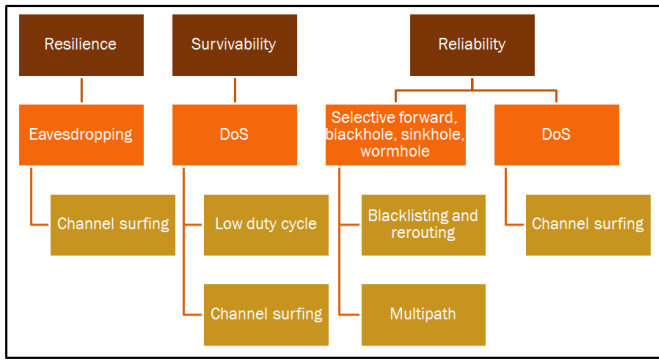 Resilience
Survivability
Reliability
Eavesdropping
DoS
Selective forward,
blackhole, sinkhole,
wormhole
DoS
Channel surfing
Low duty cycle
Blacklisting and
rerouting
Channel surfing
Channel surfing
Multipath